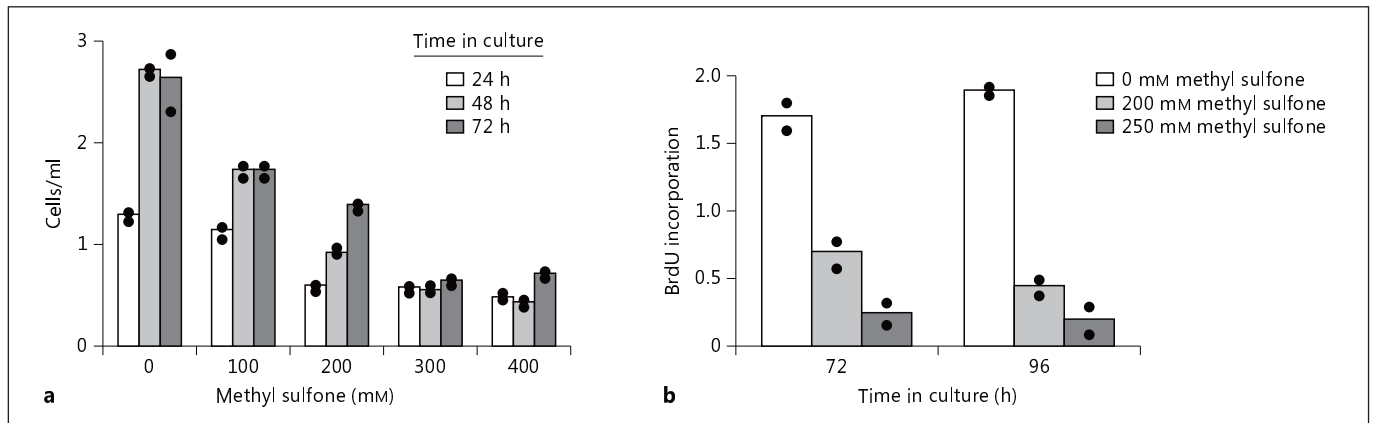 3
2
1
0
Cells/ml
Time in culture
24 h
48 h
72 h
0
100
200
300
400
Methyl sulfone (mM)
a
2.0
1.5
1.0
0.5
0
BrdU incorporation
0 mM methyl sulfone
200 mM methyl sulfone
250 mM methyl sulfone
72
96
Time in culture (h)
b